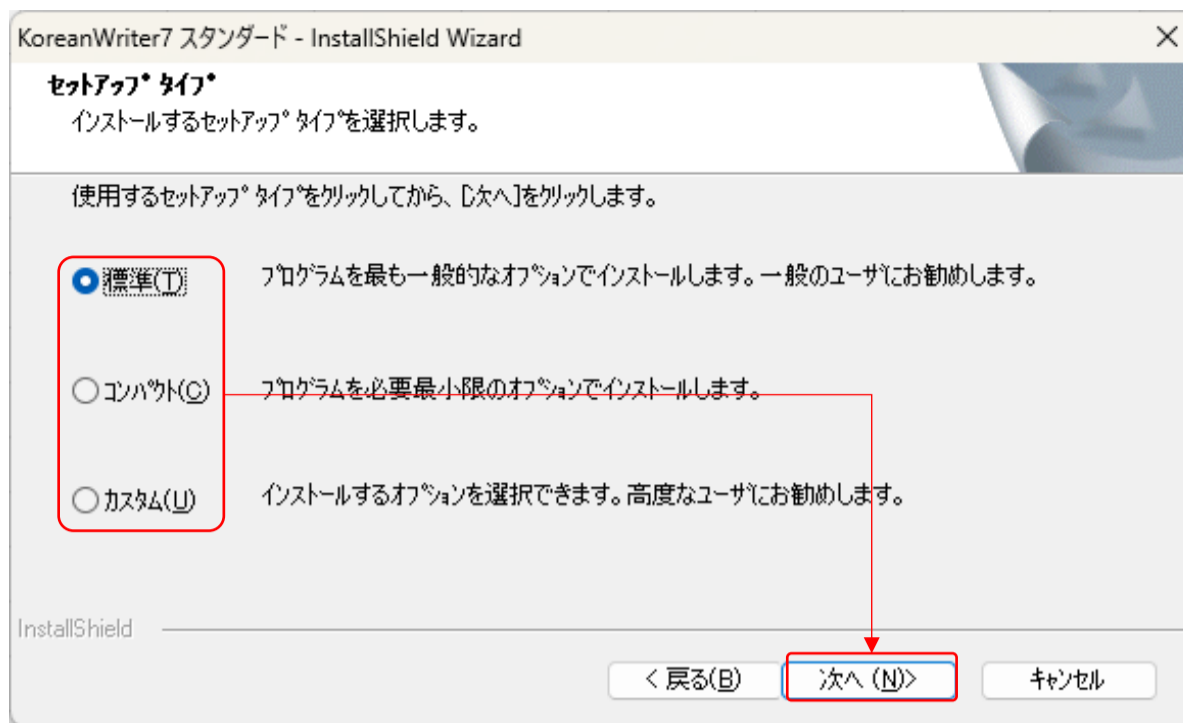 KoreanWriter7 スタンダード - InstallShield Wizard
セットアップ タイプ
インストールするセットアップ タイプを選択します。
使用するセットアップ タイプをクリックしてから、[次へ]をクリックします。
標準(T) プログラムを最も一般的なオプションでインストールします。一般のユーザにお勧めします。
コンパクト(C) プログラムを必要最小限のオプションでインストールします。
カスタム(U) インストールするオプションを選択できます。高度なユーザにお勧めします。
InstallShield
< 戻る(B) 次へ (N)> キャンセル